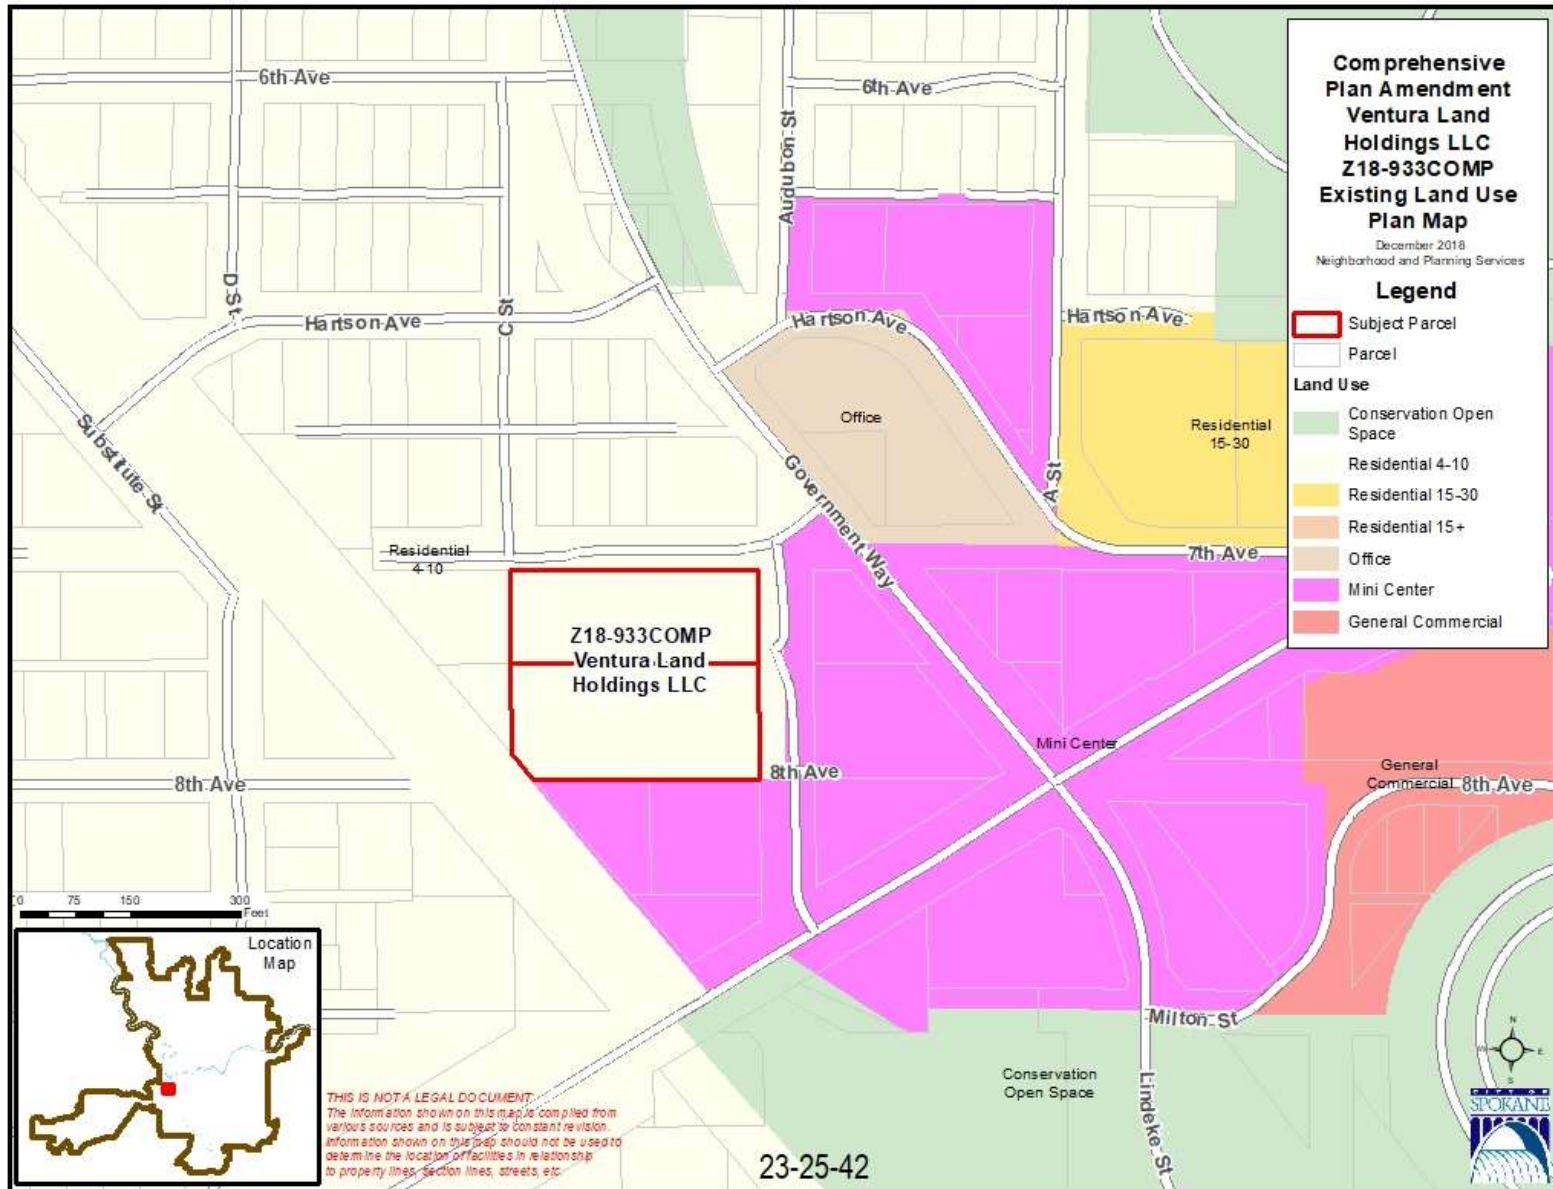 6th Ave
6th Ave
Audubon St
D St
C St
Hartson Ave
Hartson Ave
Hartson Ave
Substitute St
Office
Residential
15-30
Government Way
A St
7th Ave
Residential
4-10
Z18-933COMP
Ventura Land
Holdings LLC
Mini Center
8th Ave
8th Ave
General
Commercial
8th Ave
Milton St
Lindeke St
Conservation
Open Space
Comprehensive
Plan Amendment
Ventura Land
Holdings LLC
Z18-933COMP
Existing Land Use
Plan Map
December 2018
Neighborhood and Planning Services
Legend
Subject Parcel
Parcel
Land Use
Conservation Open
Space
Residential 4-10
Residential 15-30
Residential 15+
Office
Mini Center
General Commercial
0 75 150 300
Feet
Location
Map
THIS IS NOT A LEGAL DOCUMENT
The information shown on this map is compiled from
various sources and is subject to constant revision.
Information shown on this map should not be used to
determine the location of facilities in relationship
to property lines, section lines, streets, etc.
23-25-42
N
W
E
S
CITY OF
SPOKANE